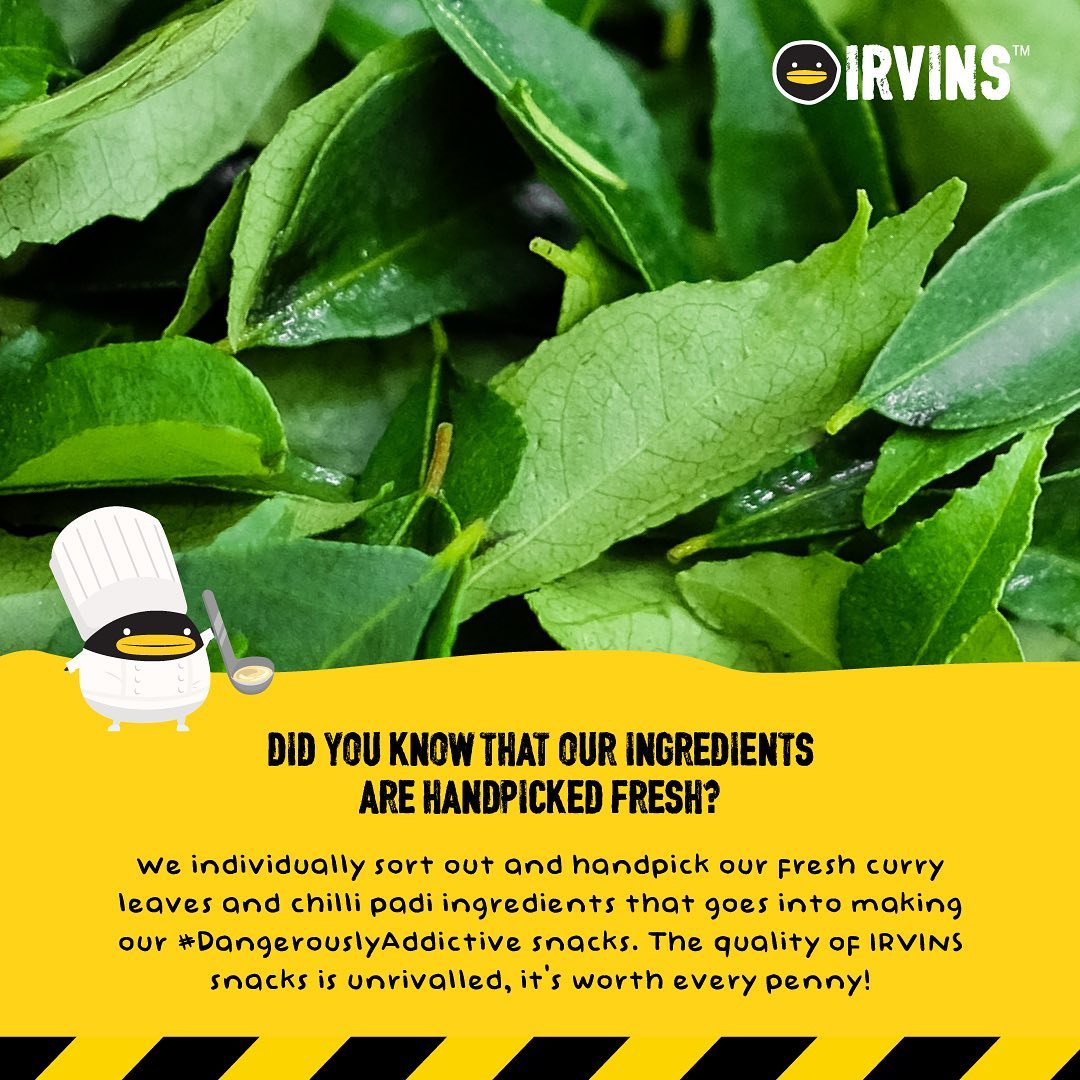 IRVINS™
DID YOU KNOW THAT OUR INGREDIENTS
ARE HANDPICKED FRESH?
We individually sort out and handpick our fresh curry
leaves and chilli padi ingredients that goes into making
our #DangerouslyAddictive snacks. The quality of IRVINS
snacks is unrivalled, it's worth every penny!